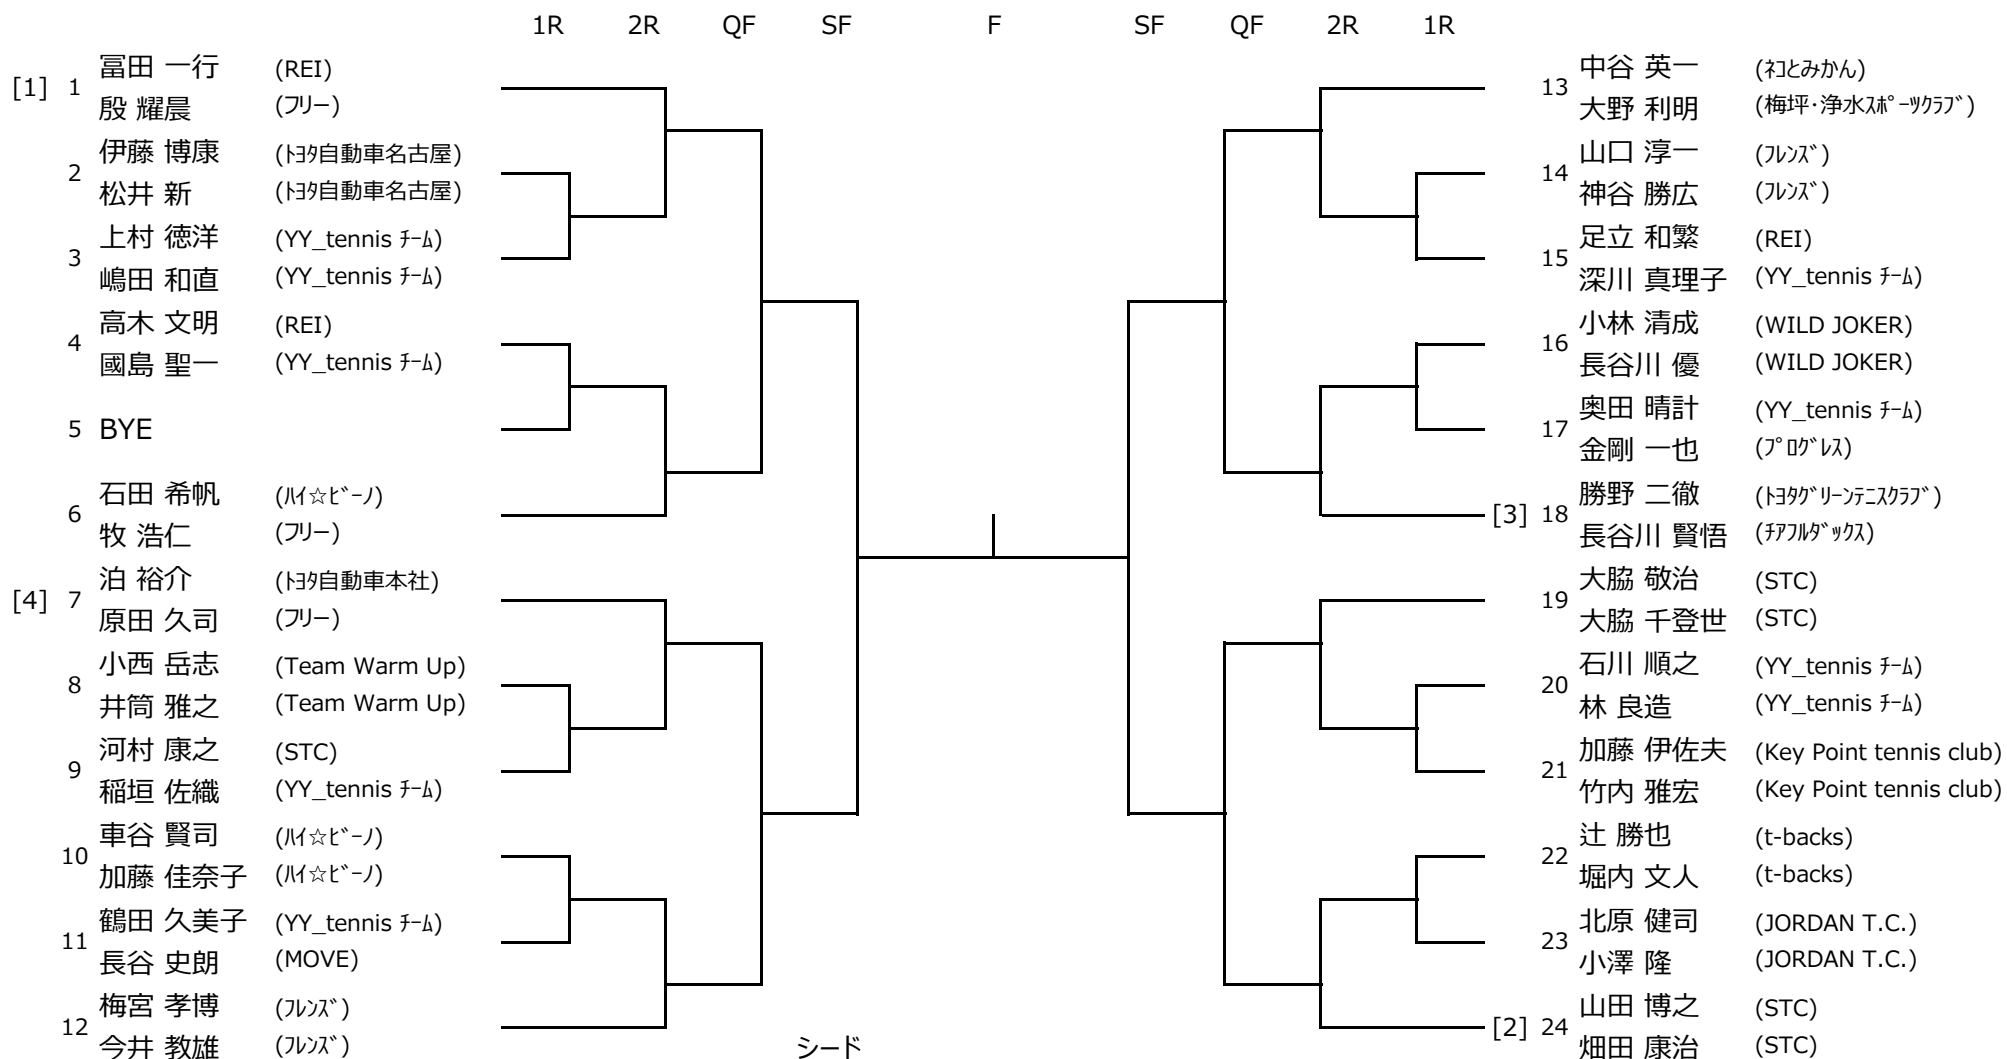 1R 2R QF SF F SF QF 2R 1R
[1] 1 冨田 一行 (REI)
殷 耀晨 (フリー)
2 伊藤 博康 (ﾄﾖﾀ自動車名古屋)
松井 新 (ﾄﾖﾀ自動車名古屋)
3 上村 徳洋 (YY_tennis ﾁｰﾑ)
嶋田 和直 (YY_tennis ﾁｰﾑ)
4 高木 文明 (REI)
國島 聖一 (YY_tennis ﾁｰﾑ)
5 BYE
6 石田 希帆 (ﾊｲ☆ﾋﾞｰﾉ)
牧 浩仁 (フリー)
[4] 7 泊 裕介 (ﾄﾖﾀ自動車本社)
原田 久司 (フリー)
8 小西 岳志 (Team Warm Up)
井筒 雅之 (Team Warm Up)
9 河村 康之 (STC)
稲垣 佐織 (YY_tennis ﾁｰﾑ)
10 車谷 賢司 (ﾊｲ☆ﾋﾞｰﾉ)
加藤 佳奈子 (ﾊｲ☆ﾋﾞｰﾉ)
11 鶴田 久美子 (YY_tennis ﾁｰﾑ)
長谷 史朗 (MOVE)
12 梅宮 孝博 (ﾌﾚﾝｽﾞ)
今井 教雄 (ﾌﾚﾝｽﾞ)
13 中谷 英一 (ﾈｺとみかん)
大野 利明 (梅坪･浄水ｽﾎﾟｰﾂｸﾗﾌﾞ)
14 山口 淳一 (ﾌﾚﾝｽﾞ)
神谷 勝広 (ﾌﾚﾝｽﾞ)
15 足立 和繁 (REI)
深川 真理子 (YY_tennis ﾁｰﾑ)
16 小林 清成 (WILD JOKER)
長谷川 優 (WILD JOKER)
17 奥田 晴計 (YY_tennis ﾁｰﾑ)
金剛 一也 (ﾌﾟﾛｸﾞﾚｽ)
[3] 18 勝野 二徹 (ﾄﾖﾀｸﾞﾘｰﾝﾃﾆｽｸﾗﾌﾞ)
長谷川 賢悟 (ﾁｱﾌﾙﾀﾞｯｸｽ)
19 大脇 敬治 (STC)
大脇 千登世 (STC)
20 石川 順之 (YY_tennis ﾁｰﾑ)
林 良造 (YY_tennis ﾁｰﾑ)
21 加藤 伊佐夫 (Key Point tennis club)
竹内 雅宏 (Key Point tennis club)
22 辻 勝也 (t-backs)
堀内 文人 (t-backs)
23 北原 健司 (JORDAN T.C.)
小澤 隆 (JORDAN T.C.)
[2] 24 山田 博之 (STC)
畑田 康治 (STC)
シード